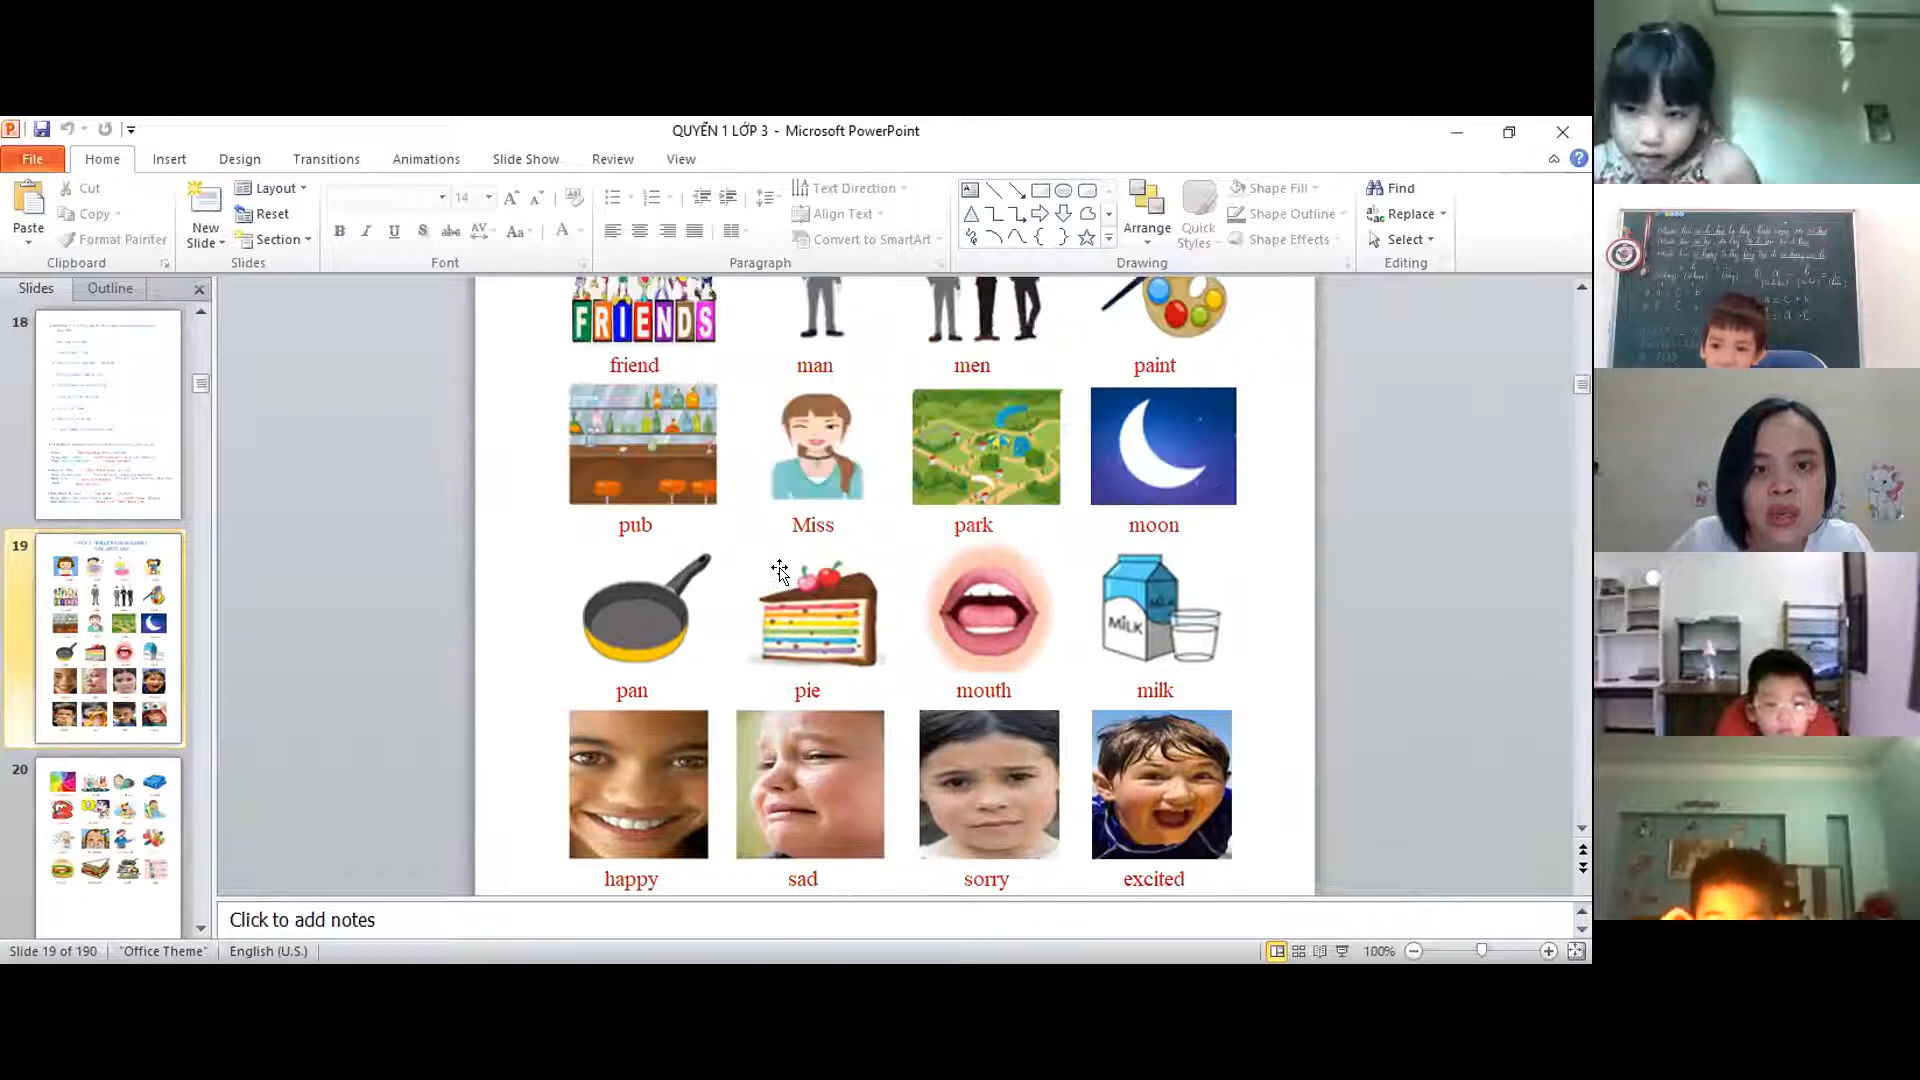 QUYỂN 1 LỚP 3 - Microsoft PowerPoint
File Home Insert Design Transitions Animations Slide Show Review View
Cut
Copy
Format Painter
Paste
Clipboard
New Slide
Layout
Reset
Section
Slides
14
B I U S abc AV Aa A
Font
Text Direction
Align Text
Convert to SmartArt
Paragraph
Arrange
Quick Styles
Shape Fill
Shape Outline
Shape Effects
Drawing
Find
Replace
Select
Editing
Slides Outline
18
19
20
FRIENDS
friend man men paint
pub Miss park moon
MILK
pan pie mouth milk
happy sad sorry excited
Click to add notes
Slide 19 of 190 "Office Theme" English (U.S.) 100%